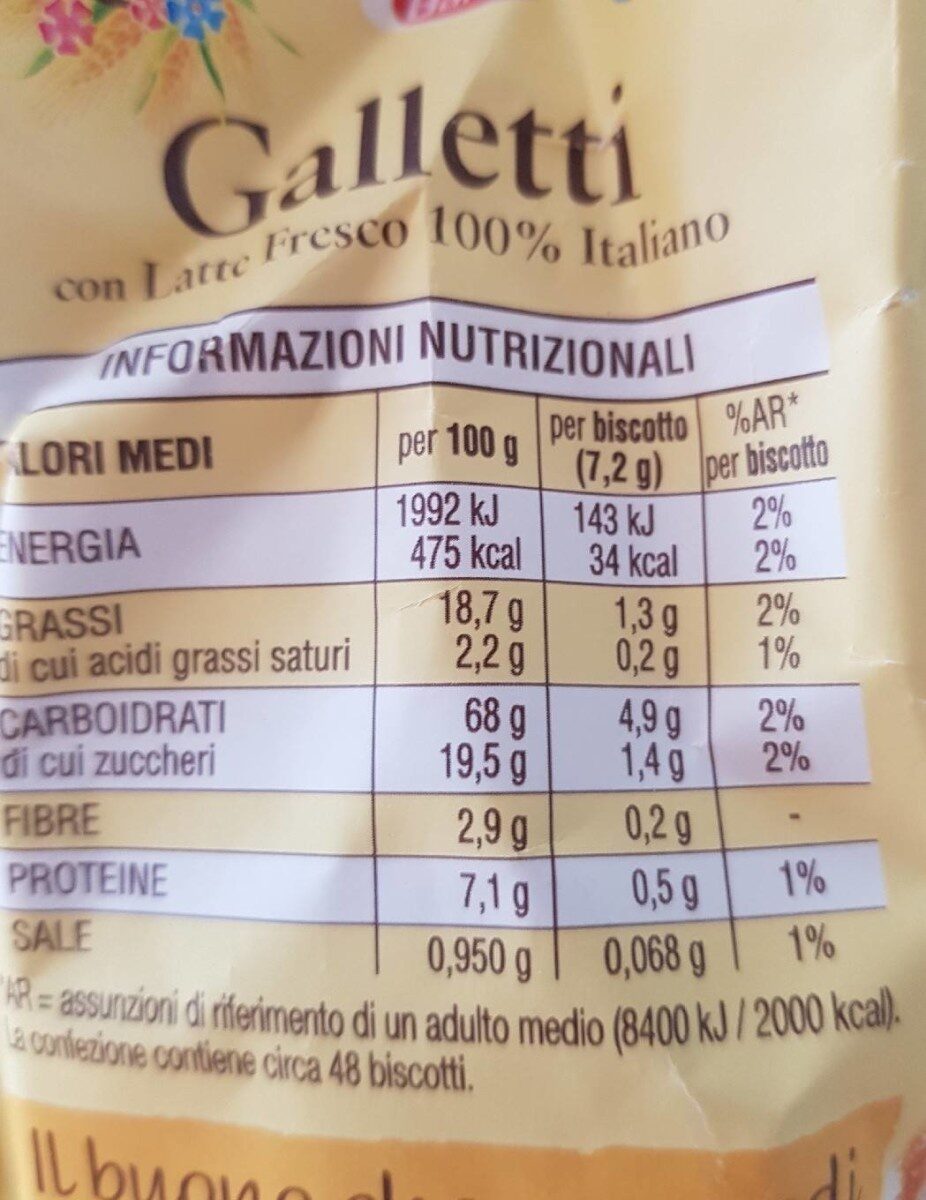 Galletti
con Latte Fresco 100% Italiano
INFORMAZIONI NUTRIZIONALI
ALORI MEDI per 100 g per biscotto (7,2 g) %AR* per biscotto
ENERGIA 1992 kJ 143 kJ 2%
475 kcal 34 kcal 2%
GRASSI 18,7 g 1,3 g 2%
di cui acidi grassi saturi 2,2 g 0,2 g 1%
CARBOIDRATI 68 g 4,9 g 2%
di cui zuccheri 19,5 g 1,4 g 2%
FIBRE 2,9 g 0,2 g -
PROTEINE 7,1 g 0,5 g 1%
SALE 0,950 g 0,068 g 1%
*AR = assunzioni di riferimento di un adulto medio (8400 kJ / 2000 kcal).
La confezione contiene circa 48 biscotti.
Il buono di